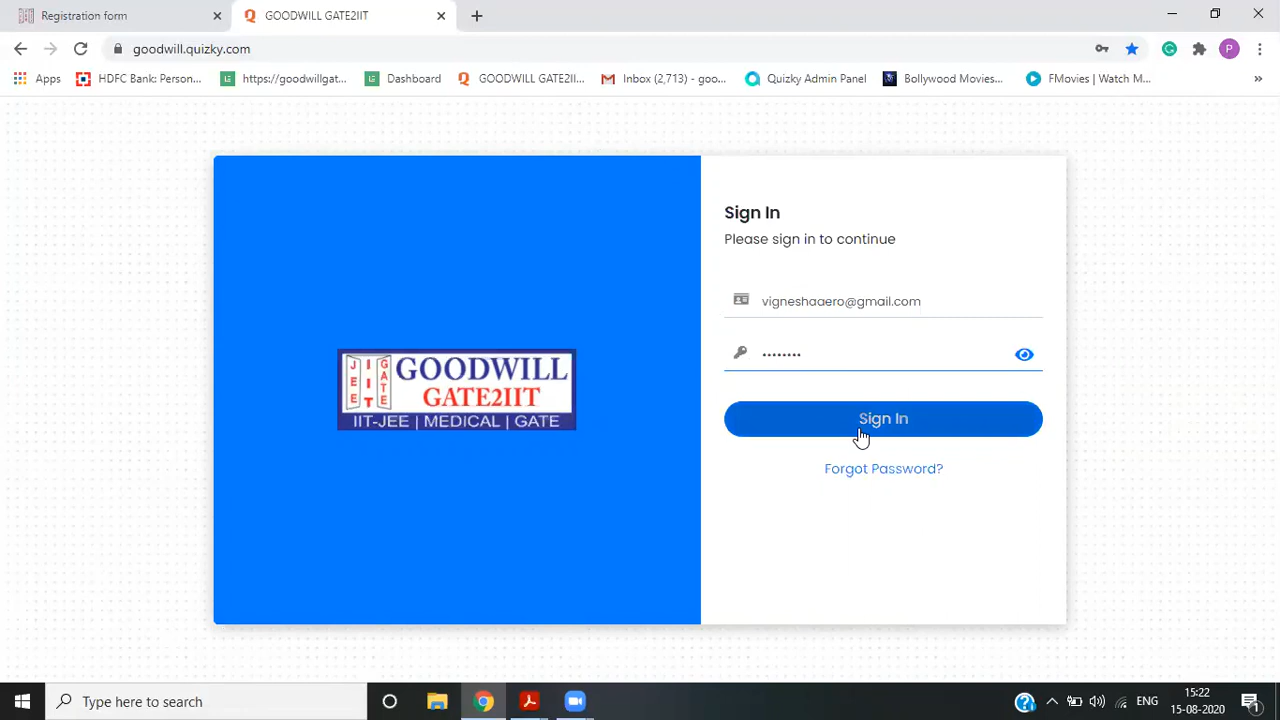 Registration form
GOODWILL GATE2IIT
goodwill.quizky.com
P
Apps
HDFC Bank: Person...
https://goodwillgat...
Dashboard
GOODWILL GATE2II...
Inbox (2,713) - goo...
Quizky Admin Panel
Bollywood Movies...
FMovies | Watch M...
»
JEE
IIT
GATE
GOODWILL
GATE2IIT
IIT-JEE | MEDICAL | GATE
Sign In
Please sign in to continue
vigneshaaero@gmail.com
••••••••
Sign In
Forgot Password?
Type here to search
ENG
15:22
15-08-2020
1